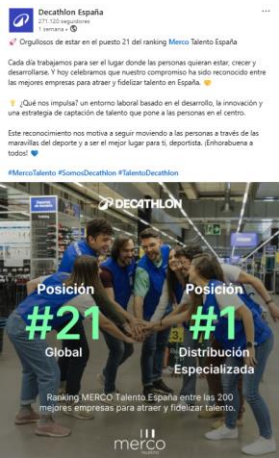 Decathlon España
271.120 seguidores
1 semana •
🚀 Orgullosos de estar en el puesto 21 del ranking Merco Talento España
Cada día trabajamos para ser el lugar donde las personas quieran estar, crecer y
desarrollarse. Y hoy celebramos que nuestro compromiso ha sido reconocido entre
las mejores empresas para atraer y fidelizar talento en España.
💡 ¿Qué nos impulsa? un entorno laboral basado en el desarrollo, la innovación y
una estrategia de captación de talento que pone a las personas en el centro.
Este reconocimiento nos motiva a seguir moviendo a las personas a través de las
maravillas del deporte y a ser el mejor lugar para ti, deportista. ¡Enhorabuena a
todos! 💙
#MercoTalento #SomosDecathlon #TalentoDecathlon
DECATHLON
Posición
#21
Global
Posición
#1
Distribución
Especializada
Ranking MERCO Talento España entre las 200
mejores empresas para atraer y fidelizar talento.
merco